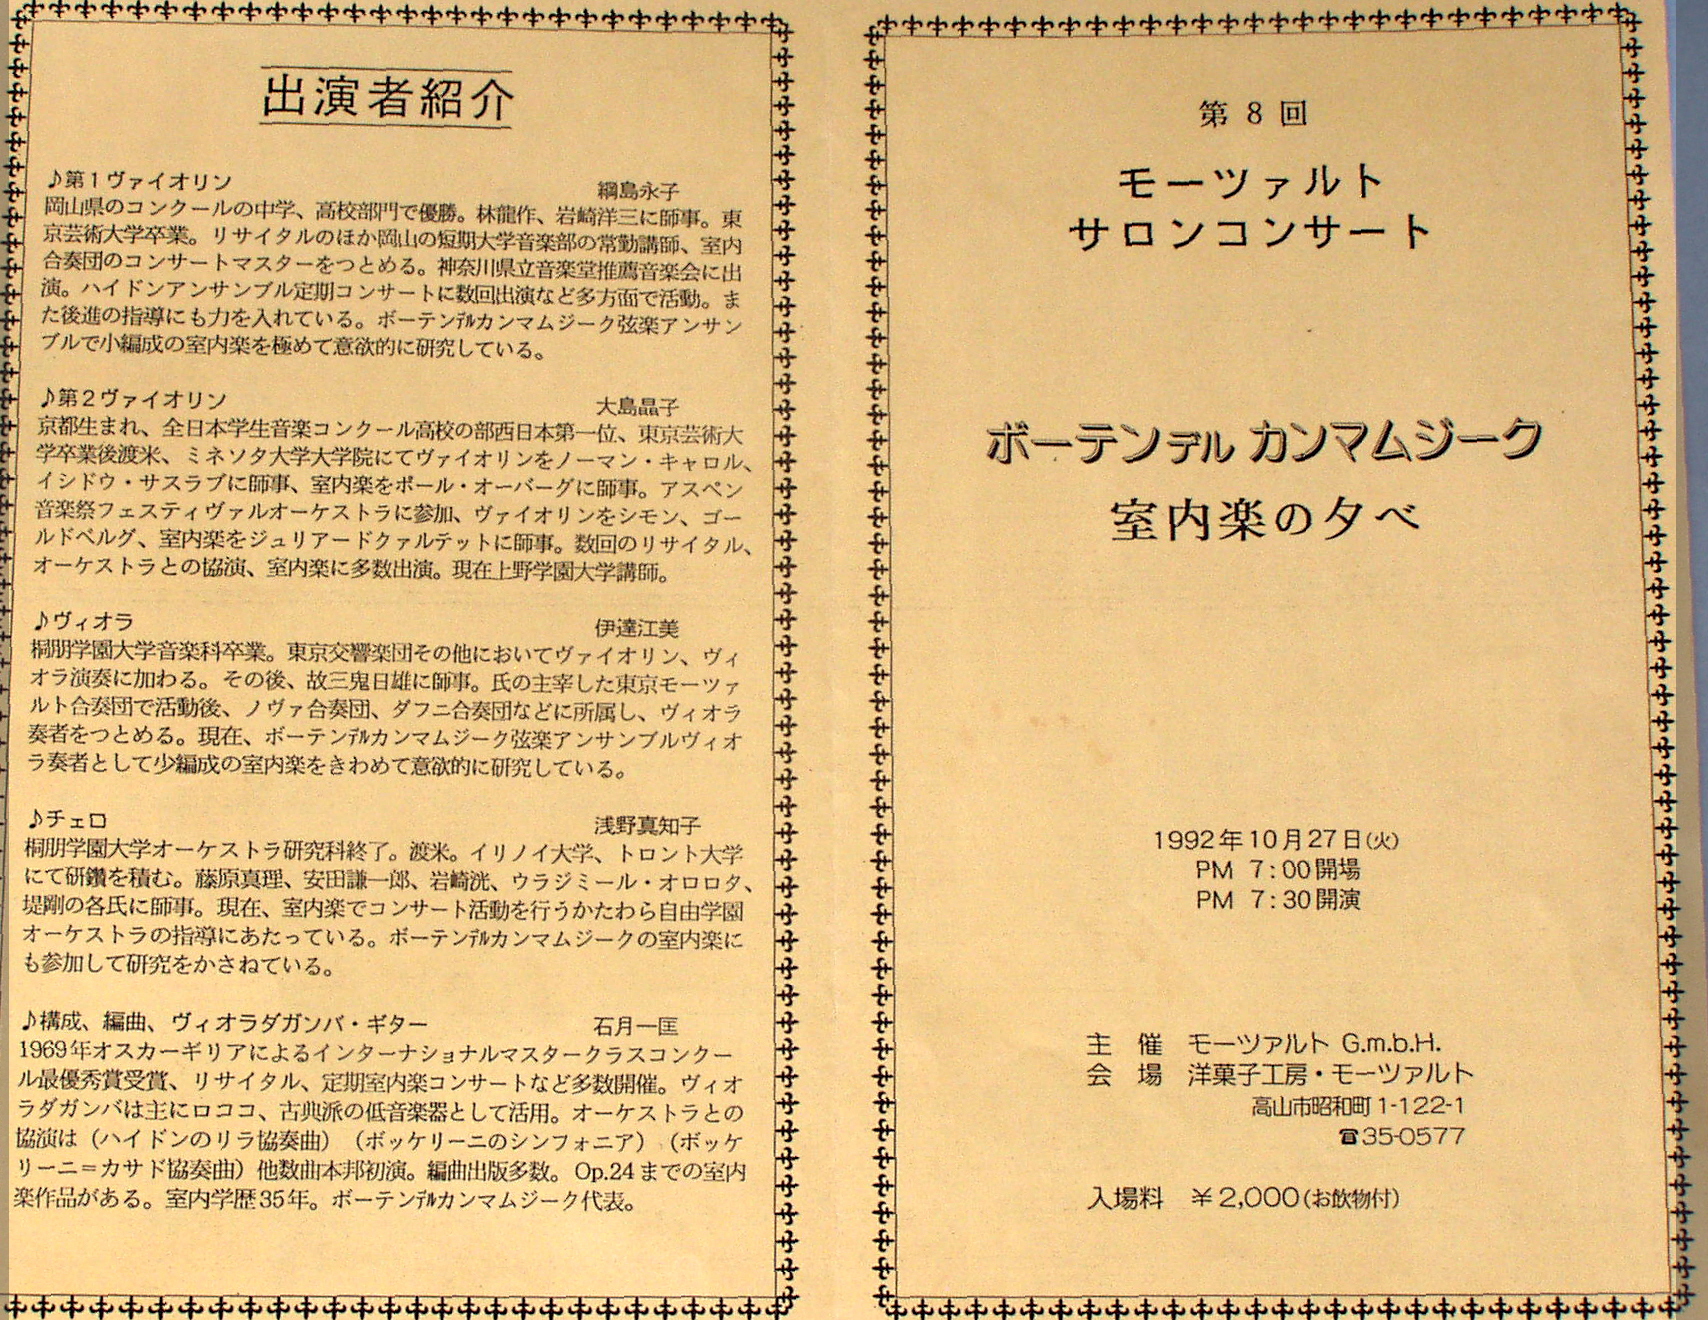 出演者紹介
♪第1ヴァイオリン 綱島永子
岡山県のコンクールの中学、高校部門で優勝。林龍作、岩崎洋三に師事。東
京芸術大学卒業。リサイタルのほか岡山の短期大学音楽部の常勤講師、室内
合奏団のコンサートマスターをつとめる。神奈川県立音楽堂推薦音楽会に出
演。ハイドンアンサンブル定期コンサートに数回出演など多方面で活動。ま
た後進の指導にも力を入れている。ボーテンデルカンマムジーク弦楽アンサン
ブルで小編成の室内楽を極めて意欲的に研究している。
♪第2ヴァイオリン 大島晶子
京都生まれ、全日本学生音楽コンクール高校の部西日本第一位、東京芸術大
学卒業後渡米、ミネソタ大学大学院にてヴァイオリンをノーマン・キャロル、
イシドウ・サスラブに師事、室内楽をポール・オーバーグに師事。アスペン
音楽祭フェスティヴァルオーケストラに参加、ヴァイオリンをシモン、ゴー
ルドベルグ、室内楽をジュリアードクァルテットに師事。数回のリサイタル、
オーケストラとの協演、室内楽に多数出演。現在上野学園大学講師。
♪ヴィオラ 伊達江美
桐朋学園大学音楽科卒業。東京交響楽団その他においてヴァイオリン、ヴィ
オラ演奏に加わる。その後、故三鬼日雄に師事。氏の主宰した東京モーツァ
ルト合奏団で活動後、ノヴァ合奏団、ダフニ合奏団などに所属し、ヴィオラ
奏者をつとめる。現在、ボーテンデルカンマムジーク弦楽アンサンブルヴィオ
ラ奏者として少編成の室内楽をきわめて意欲的に研究している。
♪チェロ 浅野真知子
桐朋学園大学オーケストラ研究科終了。渡米。イリノイ大学、トロント大学
にて研鑽を積む。藤原真理、安田謙一郎、岩崎洸、ウラジミール・オロロタ、
堤剛の各氏に師事。現在、室内楽でコンサート活動を行うかたわら自由学園
オーケストラの指導にあたっている。ボーテンデルカンマムジークの室内楽に
も参加して研究をかさねている。
♪構成、編曲、ヴィオラダガンバ・ギター 石月一匡
1969年オスカーギリアによるインターナショナルマスタークラスコンクー
ル最優秀賞受賞、リサイタル、定期室内楽コンサートなど多数開催。ヴィオ
ラダガンバは主にロココ、古典派の低音楽器として活用。オーケストラとの
協演は（ハイドンのリラ協奏曲）（ボッケリーニのシンフォニア）（ボッケ
リーニ＝カサド協奏曲）他数曲本邦初演。編曲出版多数。Op.24までの室内
楽作品がある。室内学歴35年。ボーテンデルカンマムジーク代表。
第8回
モーツァルト
サロンコンサート
ボーテンデル カンマムジーク
室内楽の夕べ
1992年10月27日(火)
PM 7:00開場
PM 7:30開演
主 催 モーツァルト G.m.b.H.
会 場 洋菓子工房・モーツァルト
高山市昭和町1-122-1
☎35-0577
入場料 ¥2,000(お飲物付)